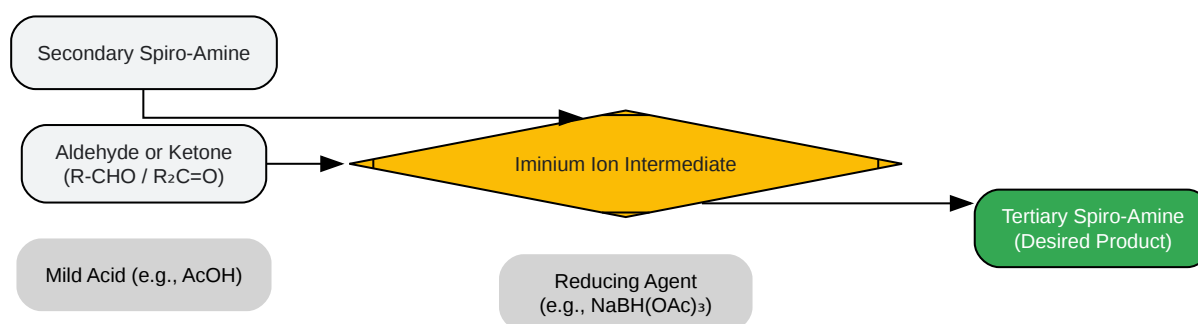 Secondary Spiro-Amine
Aldehyde or Ketone
(R-CHO / R₂C=O)
Iminium Ion Intermediate
Tertiary Spiro-Amine
(Desired Product)
Mild Acid (e.g., AcOH)
Reducing Agent
(e.g., NaBH(OAc)₃)